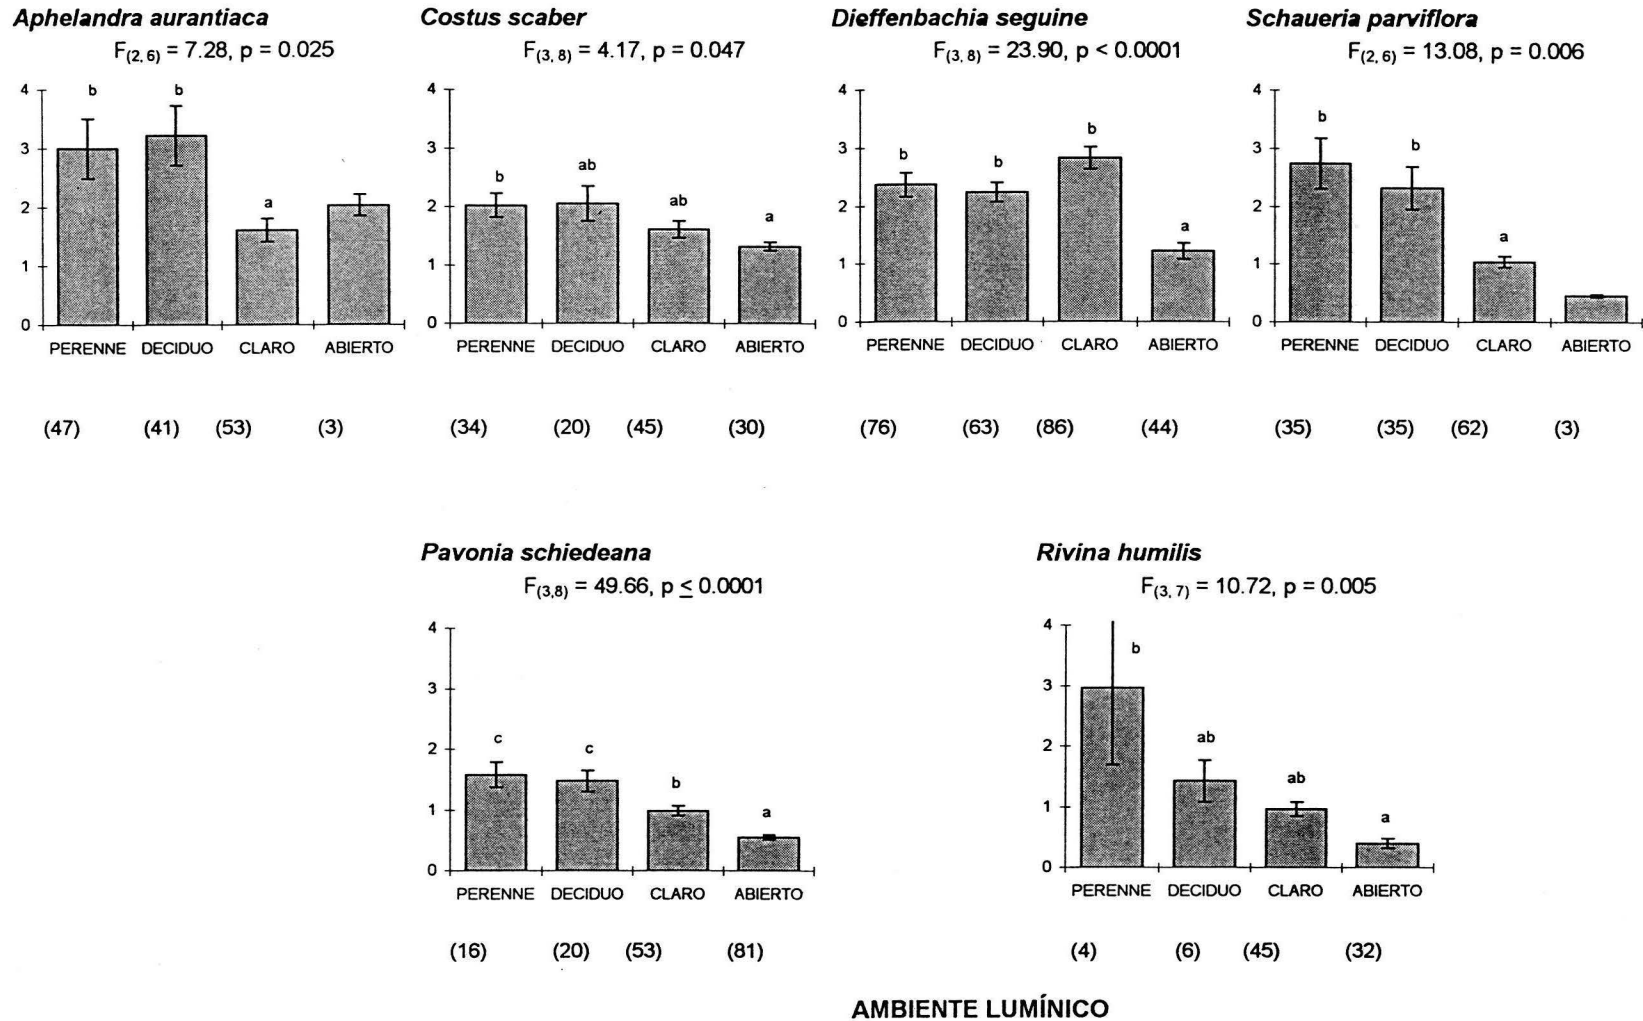 Aphelandra aurantiaca
F(2, 6) = 7.28, p = 0.025
4
3
2
1
0
b
b
a
PERENNE DECIDUO CLARO ABIERTO
(47) (41) (53) (3)
Costus scaber
F(3, 8) = 4.17, p = 0.047
4
3
2
1
0
b
ab
ab
a
PERENNE DECIDUO CLARO ABIERTO
(34) (20) (45) (30)
Dieffenbachia seguine
F(3, 8) = 23.90, p < 0.0001
4
3
2
1
0
b
b
b
a
PERENNE DECIDUO CLARO ABIERTO
(76) (63) (86) (44)
Schaueria parviflora
F(2, 6) = 13.08, p = 0.006
4
3
2
1
0
b
b
a
PERENNE DECIDUO CLARO ABIERTO
(35) (35) (62) (3)
Pavonia schiedeana
F(3,8) = 49.66, p ≤ 0.0001
4
3
2
1
0
c
c
b
a
PERENNE DECIDUO CLARO ABIERTO
(16) (20) (53) (81)
Rivina humilis
F(3, 7) = 10.72, p = 0.005
4
3
2
1
0
b
ab
ab
a
PERENNE DECIDUO CLARO ABIERTO
(4) (6) (45) (32)
AMBIENTE LUMÍNICO